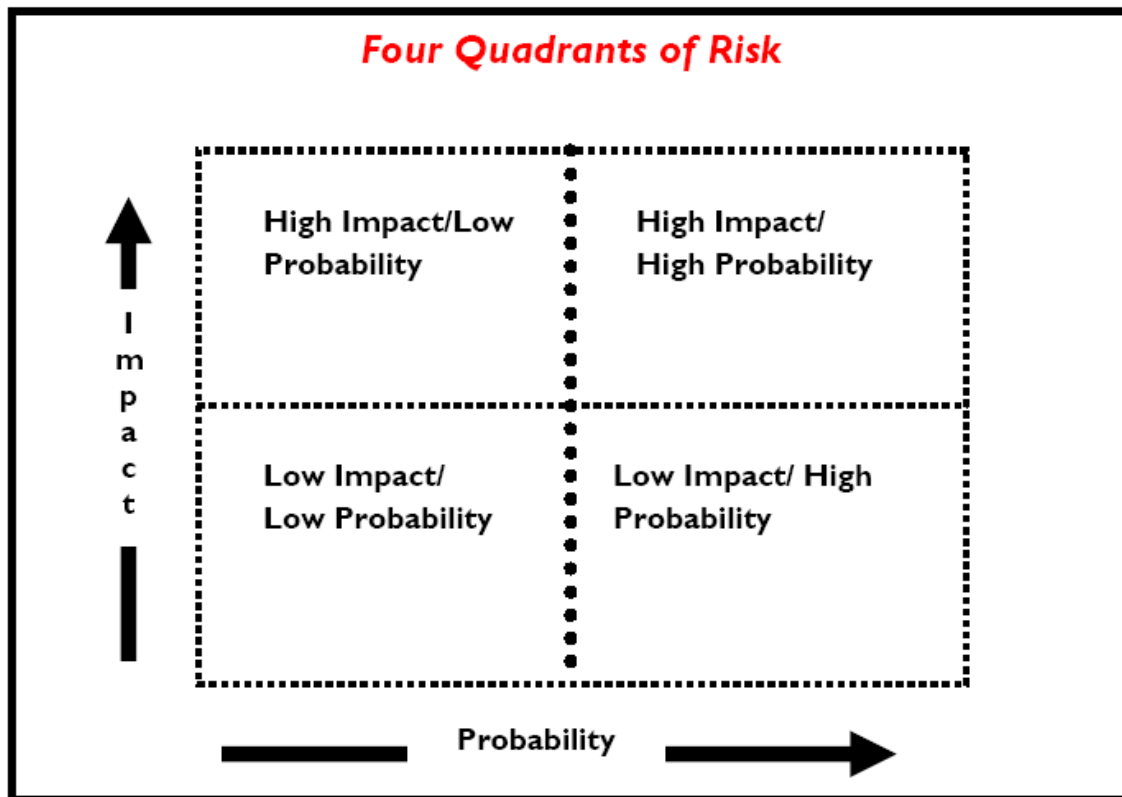 Four Quadrants of Risk
High Impact/Low
Probability
High Impact/
High Probability
Impact
Low Impact/
Low Probability
Low Impact/ High
Probability
Probability